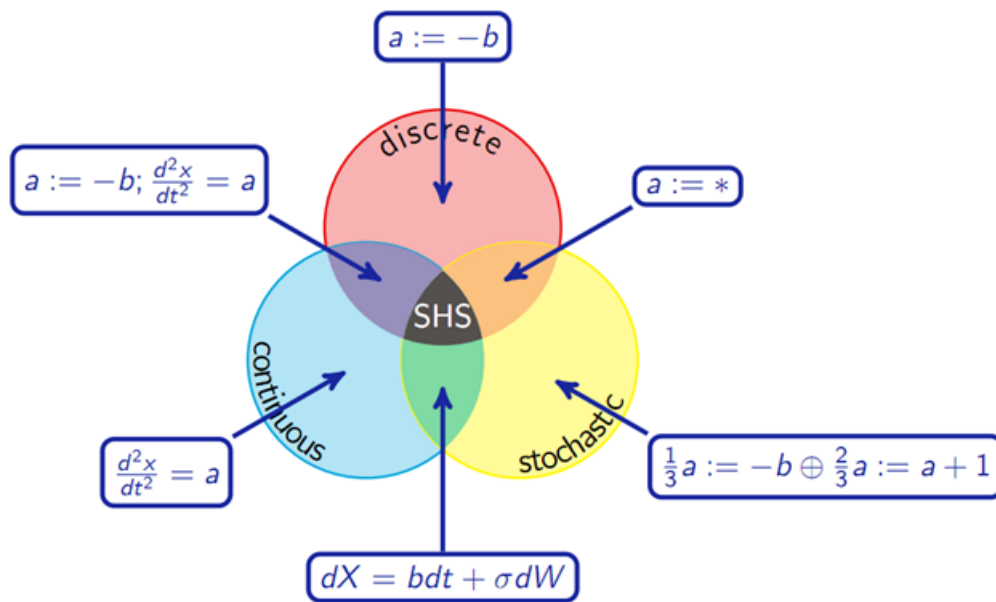 a := −b
discrete
a := −b; d²x/dt² = a
a := ∗
SHS
continuous
stochastic
d²x/dt² = a
1/3 a := −b ⊕ 2/3 a := a + 1
dX = bdt + σdW